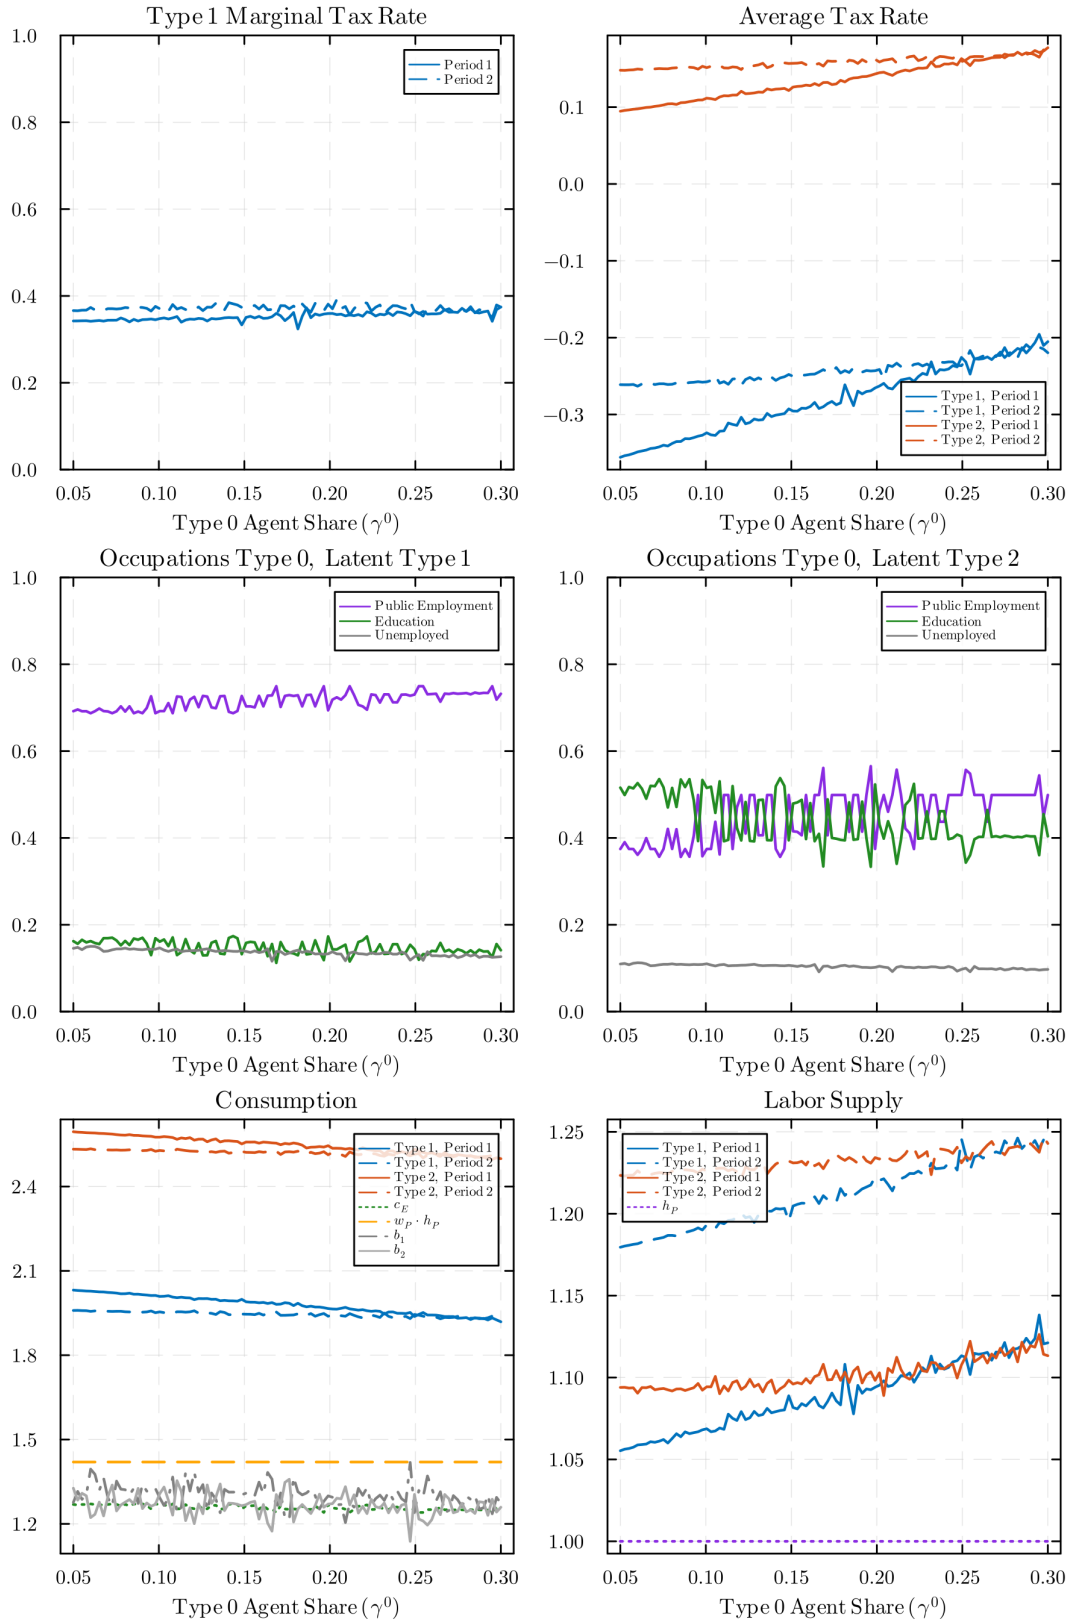 Type 1 Marginal Tax Rate
1.0
0.8
0.6
0.4
0.2
0.0
Period 1
Period 2
0.05 0.10 0.15 0.20 0.25 0.30
Type 0 Agent Share (γ⁰)
Average Tax Rate
0.1
0.0
−0.1
−0.2
−0.3
Type 1, Period 1
Type 1, Period 2
Type 2, Period 1
Type 2, Period 2
0.05 0.10 0.15 0.20 0.25 0.30
Type 0 Agent Share (γ⁰)
Occupations Type 0, Latent Type 1
1.0
0.8
0.6
0.4
0.2
0.0
Public Employment
Education
Unemployed
0.05 0.10 0.15 0.20 0.25 0.30
Type 0 Agent Share (γ⁰)
Occupations Type 0, Latent Type 2
1.0
0.8
0.6
0.4
0.2
0.0
Public Employment
Education
Unemployed
0.05 0.10 0.15 0.20 0.25 0.30
Type 0 Agent Share (γ⁰)
Consumption
2.4
2.1
1.8
1.5
1.2
Type 1, Period 1
Type 1, Period 2
Type 2, Period 1
Type 2, Period 2
c_E
w_P · h_P
b₁
b₂
0.05 0.10 0.15 0.20 0.25 0.30
Type 0 Agent Share (γ⁰)
Labor Supply
1.25
1.20
1.15
1.10
1.05
1.00
Type 1, Period 1
Type 1, Period 2
Type 2, Period 1
Type 2, Period 2
h_P
0.05 0.10 0.15 0.20 0.25 0.30
Type 0 Agent Share (γ⁰)